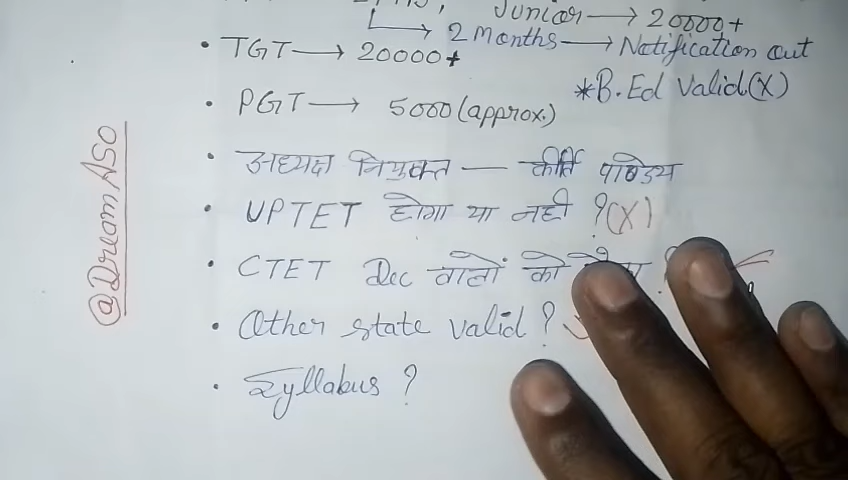 Junior → 20000+
→ 2 months → Notification out
• TGT → 20000+
*B.Ed Valid(X)
• PGT → 5000 (approx.)
• अध्यक्ष नियुक्त — कीर्ति पाण्डेय
• UPTET होगा या नही ?(X)
• CTET Dec वालों को ?
• Other state valid ?
• Syllabus ?
@DreamASO